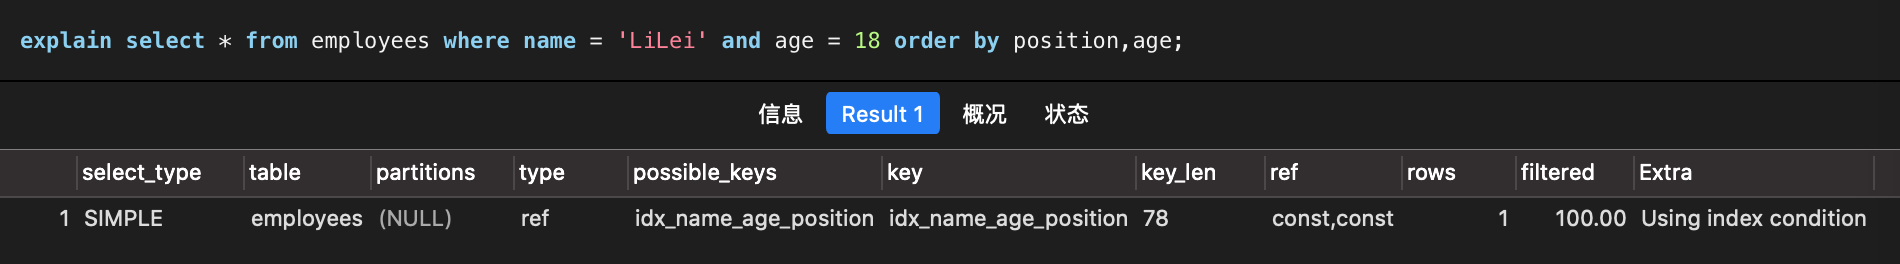 explain select * from employees where name = 'LiLei' and age = 18 order by position,age;
信息 Result 1 概况 状态
select_type table partitions type possible_keys key key_len ref rows filtered Extra
1 SIMPLE employees (NULL) ref idx_name_age_position idx_name_age_position 78 const,const 1 100.00 Using index condition